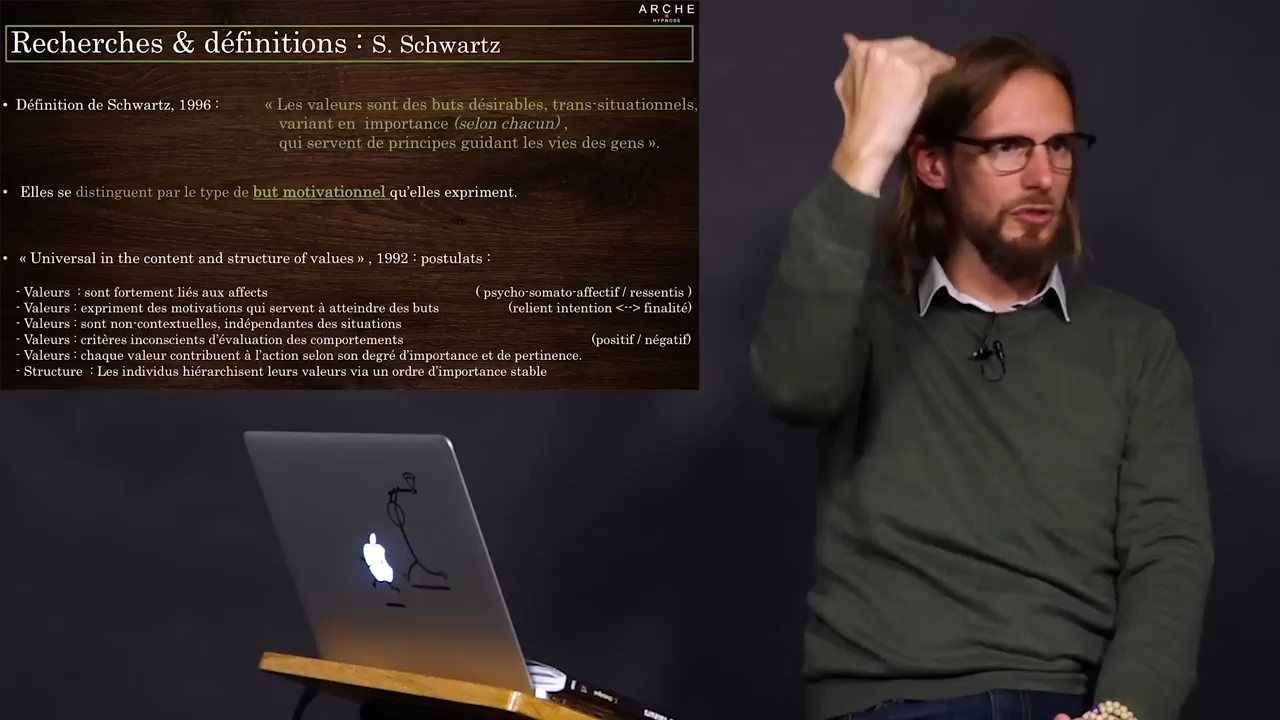 ARCHE
HYPNOSE
Recherches & définitions : S. Schwartz
• Définition de Schwartz, 1996 : « Les valeurs sont des buts désirables, trans-situationnels,
variant en importance (selon chacun) ,
qui servent de principes guidant les vies des gens ».
• Elles se distinguent par le type de but motivationnel qu'elles expriment.
• « Universal in the content and structure of values » , 1992 : postulats :
- Valeurs : sont fortement liés aux affects ( psycho-somato-affectif / ressentis )
- Valeurs : expriment des motivations qui servent à atteindre des buts (relient intention <--> finalité)
- Valeurs : sont non-contextuelles, indépendantes des situations
- Valeurs : critères inconscients d'évaluation des comportements (positif / négatif)
- Valeurs : chaque valeur contribuent à l'action selon son degré d'importance et de pertinence.
- Structure : Les individus hiérarchisent leurs valeurs via un ordre d'importance stable